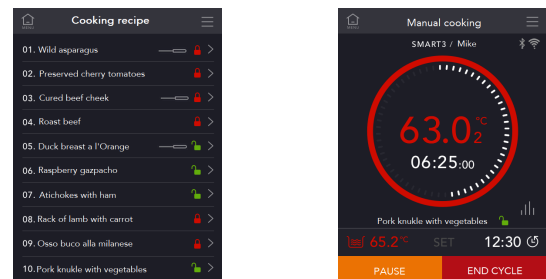 Cooking recipe
MENU
01. Wild asparagus
02. Preserved cherry tomatoes
03. Cured beef cheek
04. Roast beef
05. Duck breast a l'Orange
06. Raspberry gazpacho
07. Atichokes with ham
08. Rack of lamb with carrot
09. Osso buco alla milanese
10. Pork knukle with vegetables
Manual cooking
MENU
SMART3 / Mike
63.02 °C
06:25:00
Pork knukle with vegetables
65.2°C SET 12:30
PAUSE END CYCLE